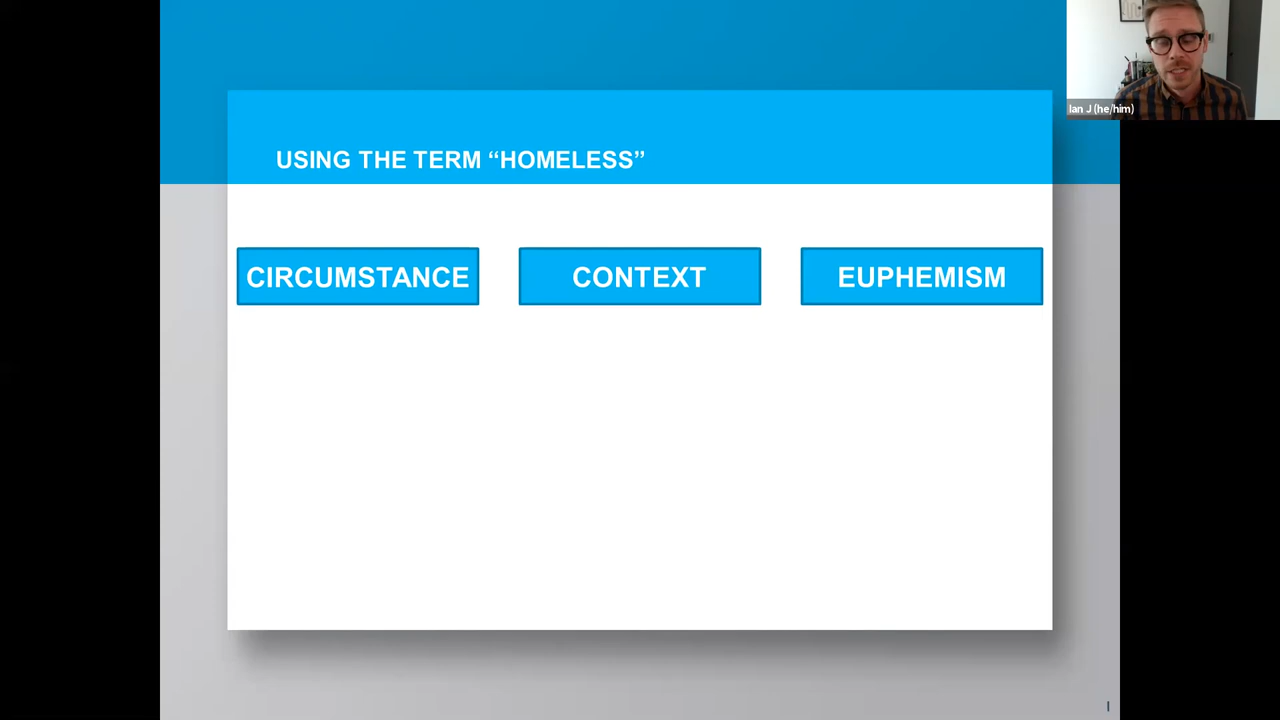 Ian J (he/him)
USING THE TERM “HOMELESS”
CIRCUMSTANCE
CONTEXT
EUPHEMISM